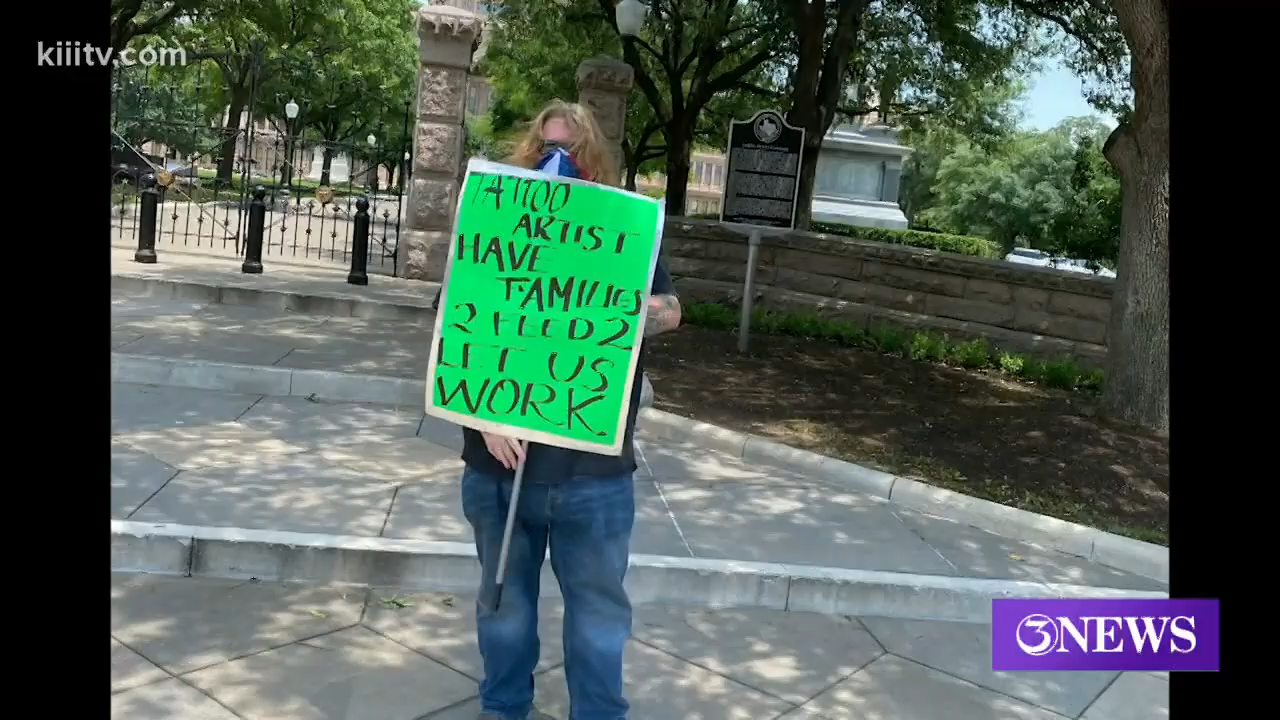 kiiitv.com
TATTOO
ARTIST
HAVE
FAMILIES
2 FEED 2
LET US
WORK
3NEWS